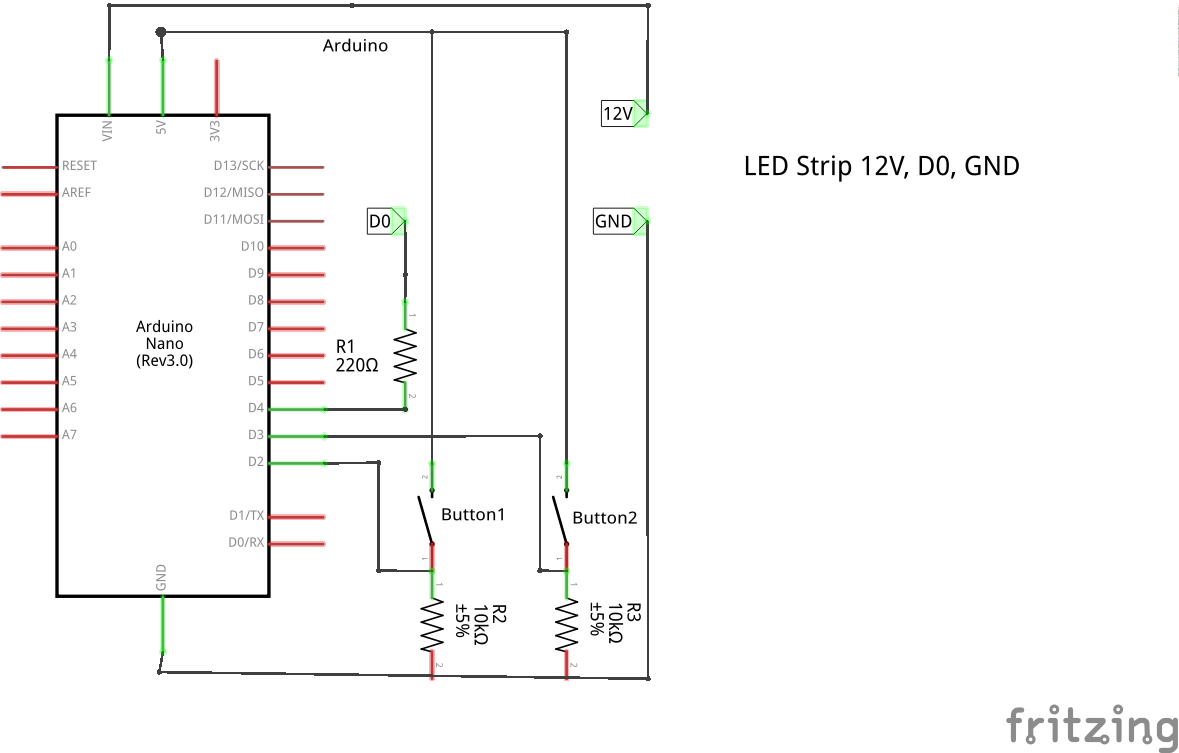 Arduino
VIN
5V
3V3
12V
RESET
D13/SCK
LED Strip 12V, D0, GND
AREF
D12/MISO
D11/MOSI
D0
GND
A0
D10
A1
D9
A2
D8
1
A3
D7
Arduino
Nano
(Rev3.0)
R1
220Ω
A4
D6
A5
D5
2
A6
D4
A7
D3
D2
2
2
Button1
Button2
D1/TX
D0/RX
1
1
GND
1
1
R2
10kΩ
±5%
R3
10kΩ
±5%
2
2
fritzing